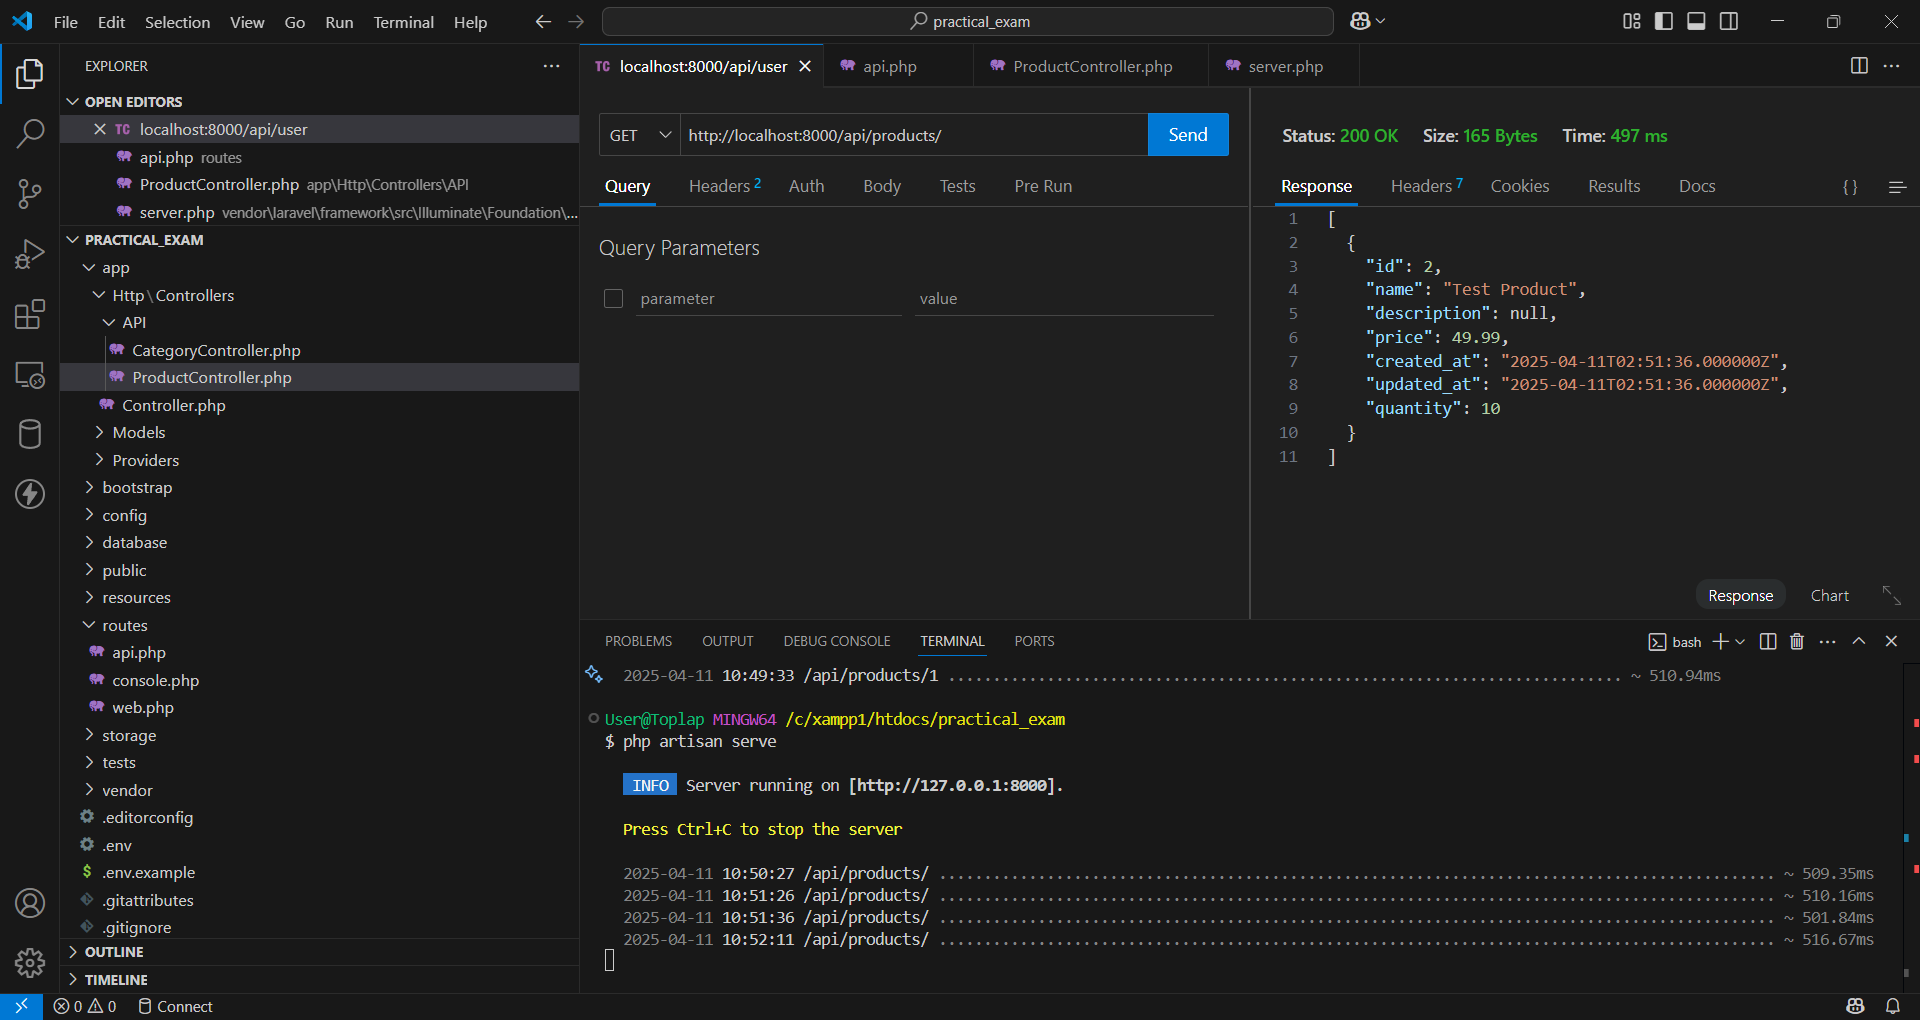 File Edit Selection View Go Run Terminal Help
practical_exam
EXPLORER
OPEN EDITORS
TC localhost:8000/api/user
api.php routes
ProductController.php app\Http\Controllers\API
server.php vendor\laravel\framework\src\Illuminate\Foundation\...
PRACTICAL_EXAM
app
Http\Controllers
API
CategoryController.php
ProductController.php
Controller.php
Models
Providers
bootstrap
config
database
public
resources
routes
api.php
console.php
web.php
storage
tests
vendor
.editorconfig
.env
$ .env.example
.gitattributes
.gitignore
OUTLINE
TIMELINE
TC localhost:8000/api/user
api.php
ProductController.php
server.php
GET http://localhost:8000/api/products/ Send
Query Headers 2 Auth Body Tests Pre Run
Query Parameters
parameter value
Status: 200 OK Size: 165 Bytes Time: 497 ms
Response Headers 7 Cookies Results Docs { }
1 [
2 {
3 "id": 2,
4 "name": "Test Product",
5 "description": null,
6 "price": 49.99,
7 "created_at": "2025-04-11T02:51:36.000000Z",
8 "updated_at": "2025-04-11T02:51:36.000000Z",
9 "quantity": 10
10 }
11 ]
Response Chart
PROBLEMS OUTPUT DEBUG CONSOLE TERMINAL PORTS
bash
2025-04-11 10:49:33 /api/products/1 ........................................................................... ~ 510.94ms
User@Toplap MINGW64 /c/xampp1/htdocs/practical_exam
$ php artisan serve
INFO Server running on [http://127.0.0.1:8000].
Press Ctrl+C to stop the server
2025-04-11 10:50:27 /api/products/ ............................................................................................. ~ 509.35ms
2025-04-11 10:51:26 /api/products/ ............................................................................................. ~ 510.16ms
2025-04-11 10:51:36 /api/products/ ............................................................................................. ~ 501.84ms
2025-04-11 10:52:11 /api/products/ ............................................................................................. ~ 516.67ms
0 0 Connect